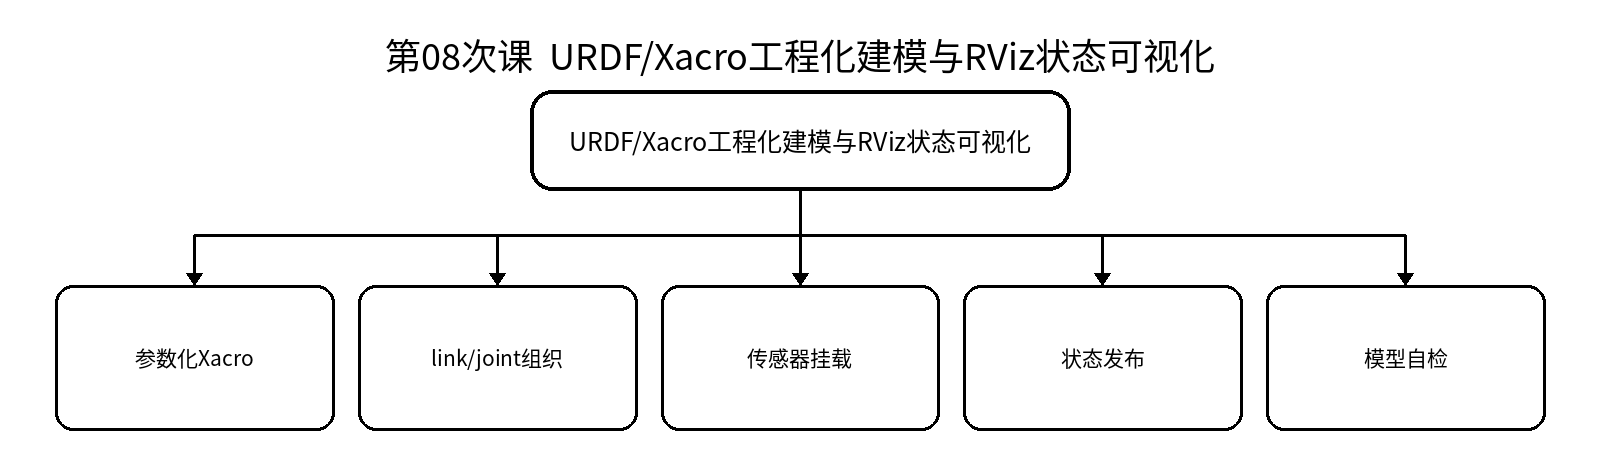 第08次课 URDF/Xacro工程化建模与RViz状态可视化
URDF/Xacro工程化建模与RViz状态可视化
参数化Xacro
link/joint组织
传感器挂载
状态发布
模型自检